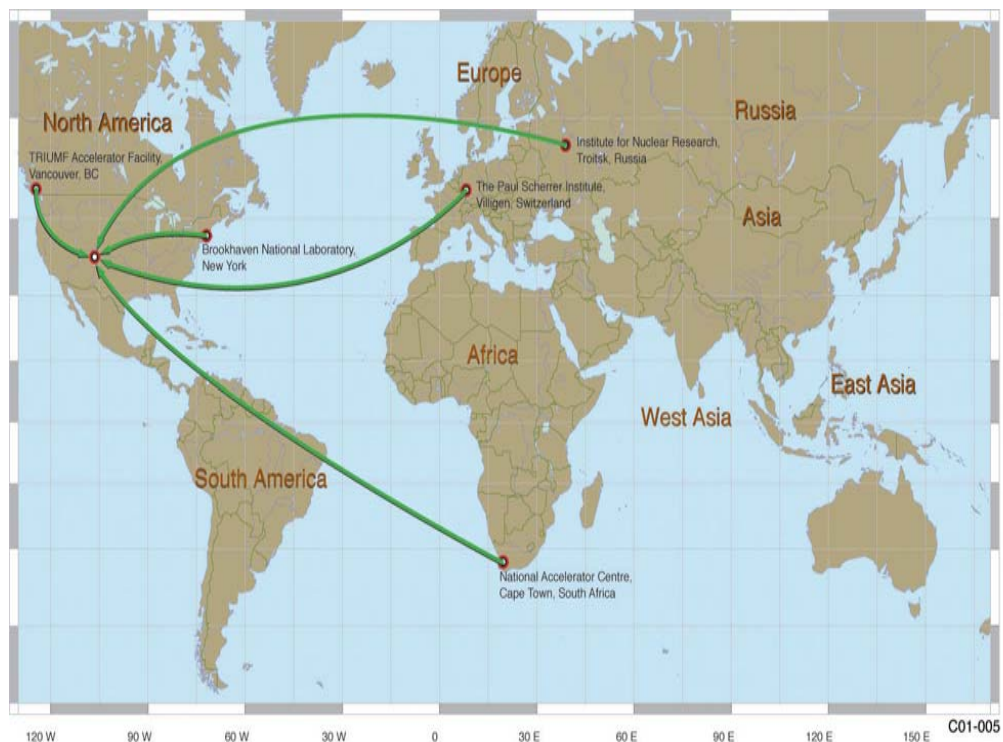 Europe
Russia
North America
TRIUMF Accelerator Facility,
Vancouver, BC
Institute for Nuclear Research,
Troitsk, Russia
The Paul Scherrer Institute,
Villigen, Switzerland
Asia
Brookhaven National Laboratory,
New York
Africa
East Asia
West Asia
South America
National Accelerator Centre,
Cape Town, South Africa
C01-005
120 W 90 W 60 W 30 W 0 30 E 60 E 90 E 120 E 150 E